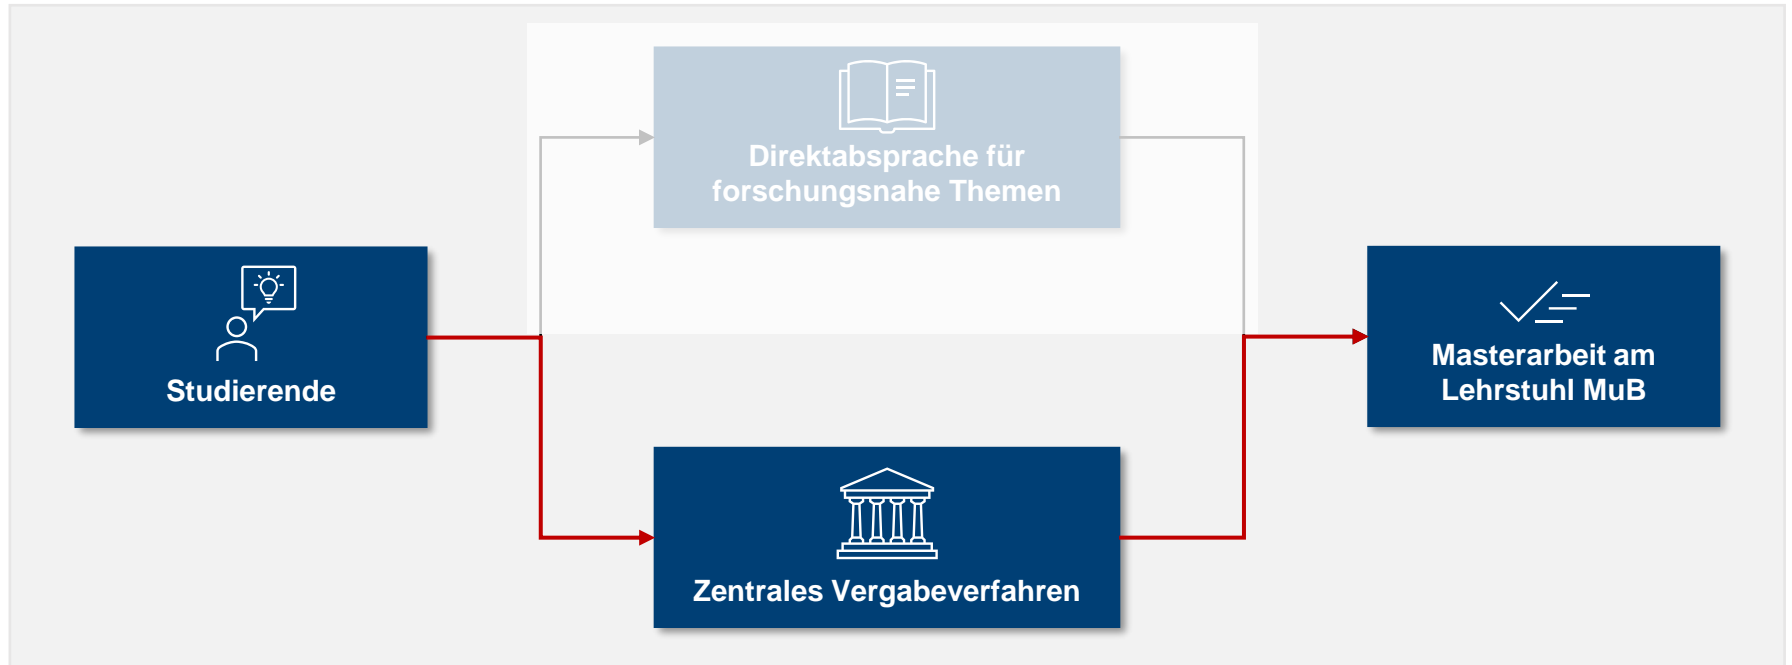 Direktabsprache für
forschungsnahe Themen
Studierende
Masterarbeit am
Lehrstuhl MuB
Zentrales Vergabeverfahren